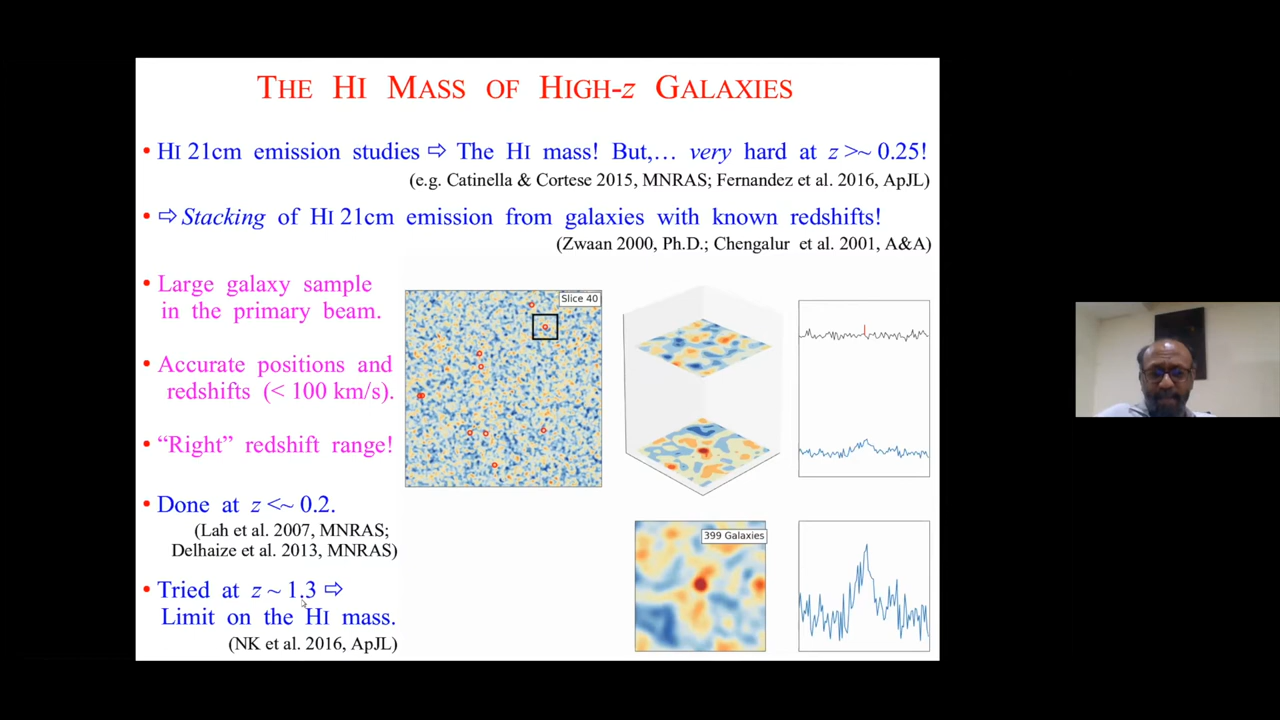 THE HI MASS OF HIGH-z GALAXIES
• HI 21cm emission studies ⇨ The HI mass! But,... very hard at z >~ 0.25!
(e.g. Catinella & Cortese 2015, MNRAS; Fernandez et al. 2016, ApJL)
• ⇨ Stacking of HI 21cm emission from galaxies with known redshifts!
(Zwaan 2000, Ph.D.; Chengalur et al. 2001, A&A)
• Large galaxy sample
in the primary beam.
• Accurate positions and
redshifts (< 100 km/s).
• “Right” redshift range!
• Done at z <~ 0.2.
(Lah et al. 2007, MNRAS;
Delhaize et al. 2013, MNRAS)
• Tried at z ~ 1.3 ⇨
Limit on the HI mass.
(NK et al. 2016, ApJL)
Slice 40
399 Galaxies